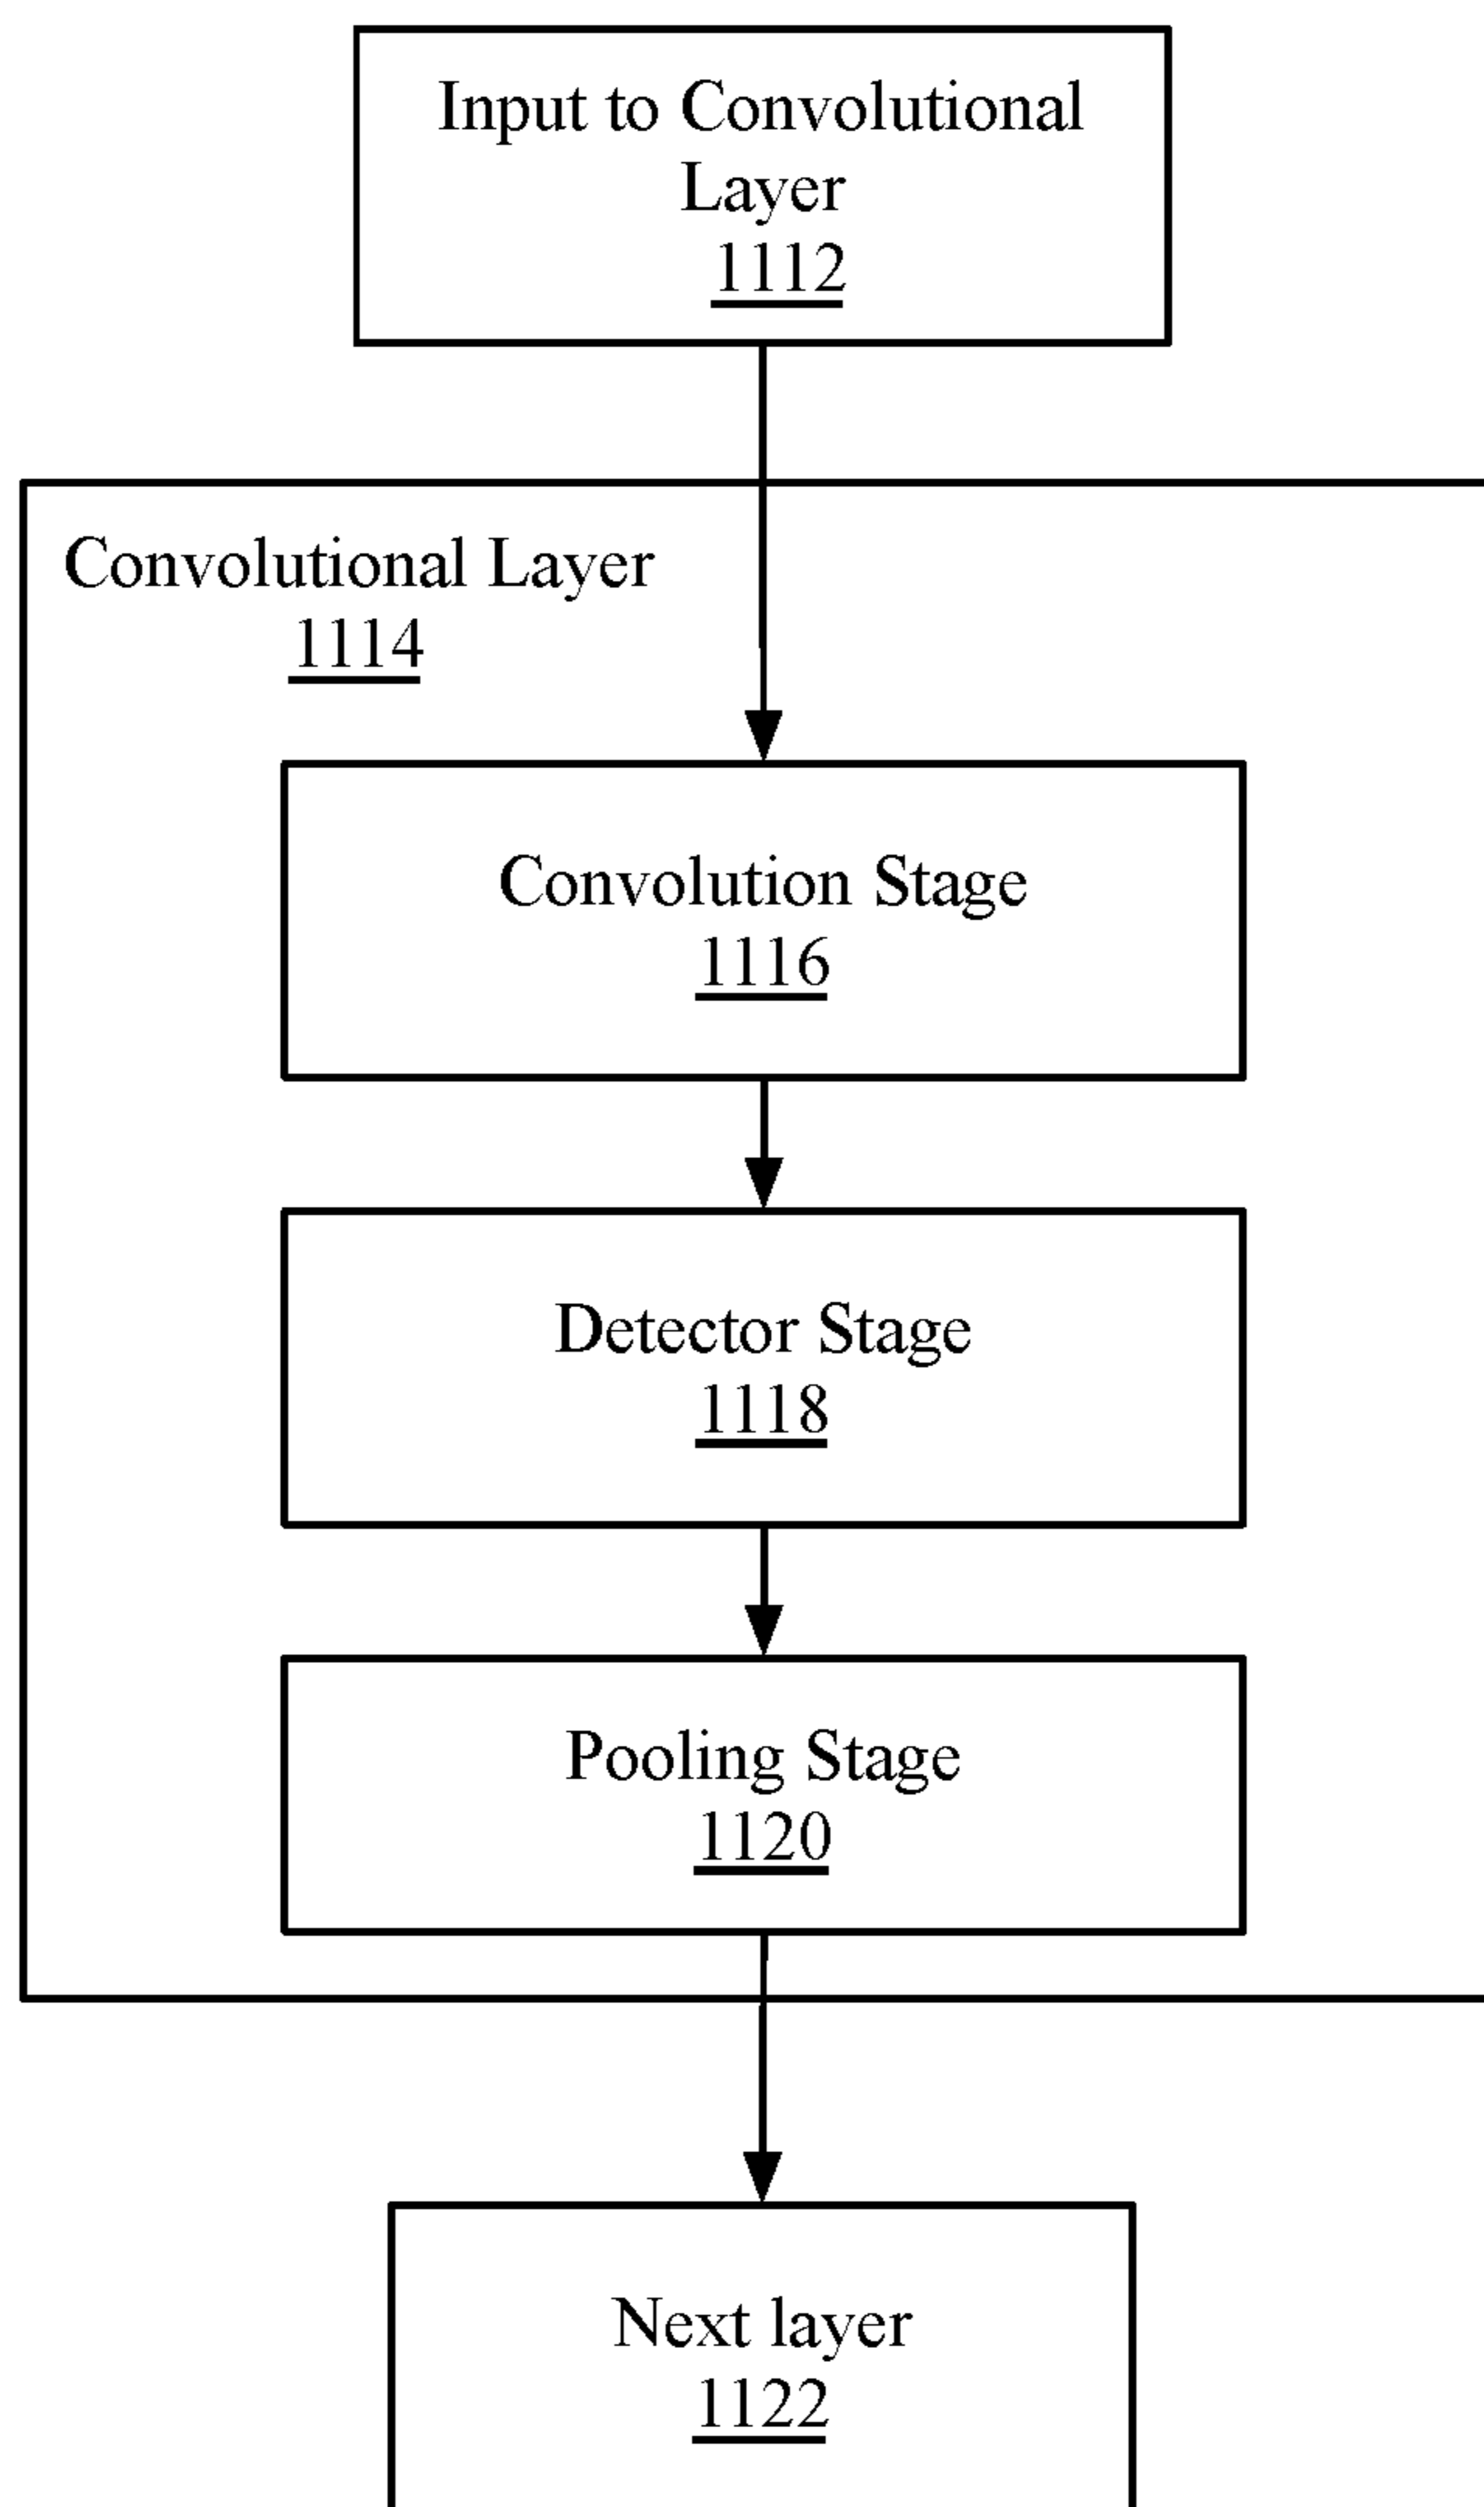 Input to Convolutional
Layer
1112
Convolutional Layer
1114
Convolution Stage
1116
Detector Stage
1118
Pooling Stage
1120
Next layer
1122